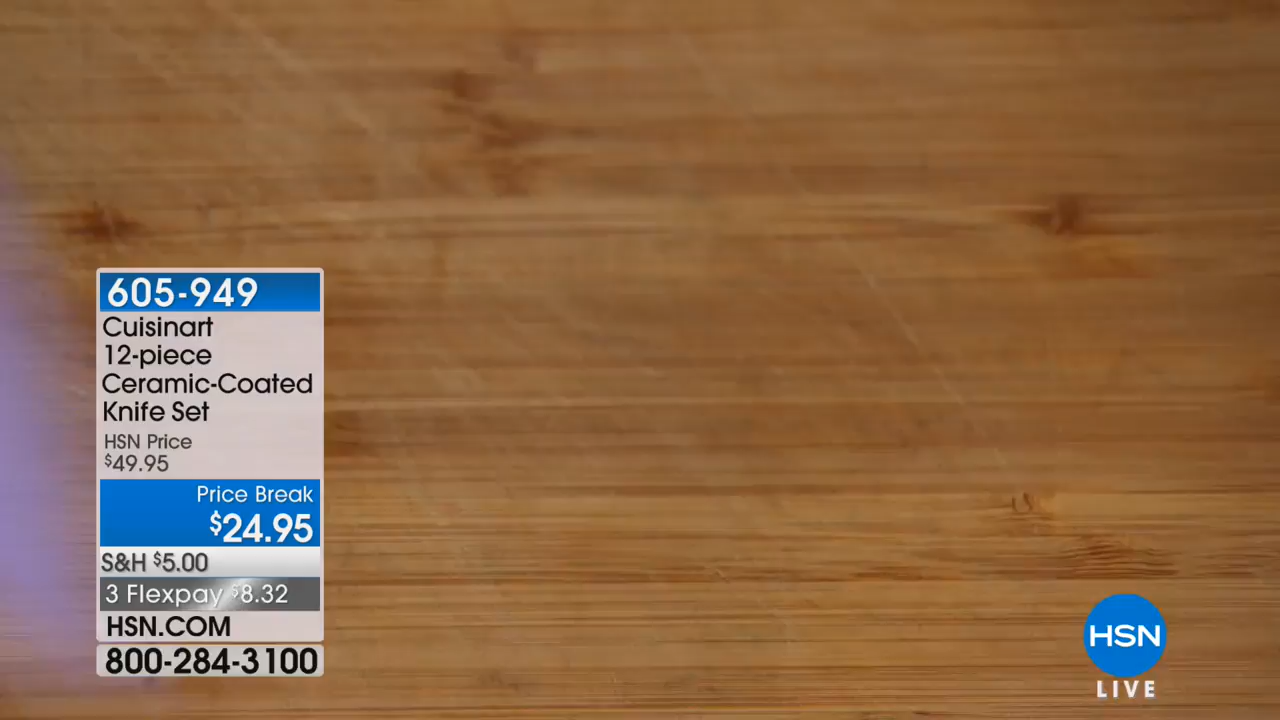 605-949
Cuisinart
12-piece
Ceramic-Coated
Knife Set
HSN Price
$49.95
Price Break
$24.95
S&H $5.00
3 Flexpay $8.32
HSN.COM
800-284-3100
HSN
LIVE